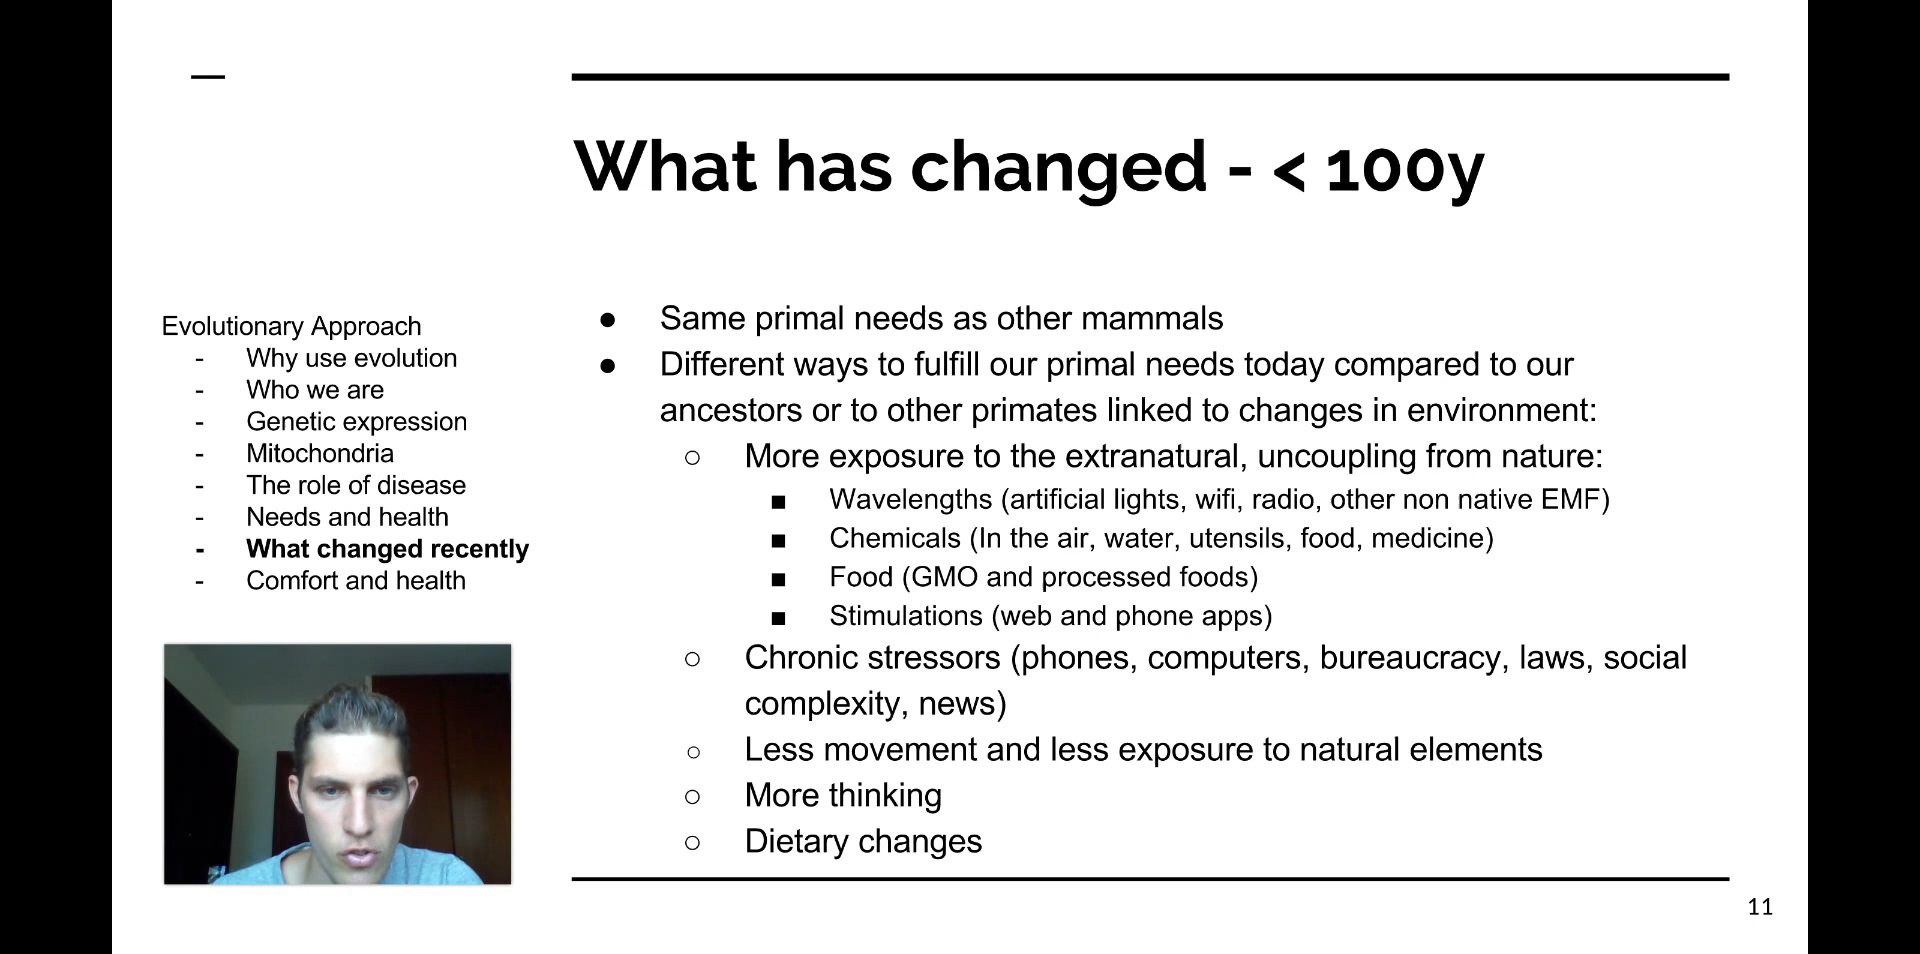 What has changed - < 100y
Evolutionary Approach
- Why use evolution
- Who we are
- Genetic expression
- Mitochondria
- The role of disease
- Needs and health
- What changed recently
- Comfort and health
● Same primal needs as other mammals
● Different ways to fulfill our primal needs today compared to our
ancestors or to other primates linked to changes in environment:
○ More exposure to the extranatural, uncoupling from nature:
■ Wavelengths (artificial lights, wifi, radio, other non native EMF)
■ Chemicals (In the air, water, utensils, food, medicine)
■ Food (GMO and processed foods)
■ Stimulations (web and phone apps)
○ Chronic stressors (phones, computers, bureaucracy, laws, social
complexity, news)
○ Less movement and less exposure to natural elements
○ More thinking
○ Dietary changes
11